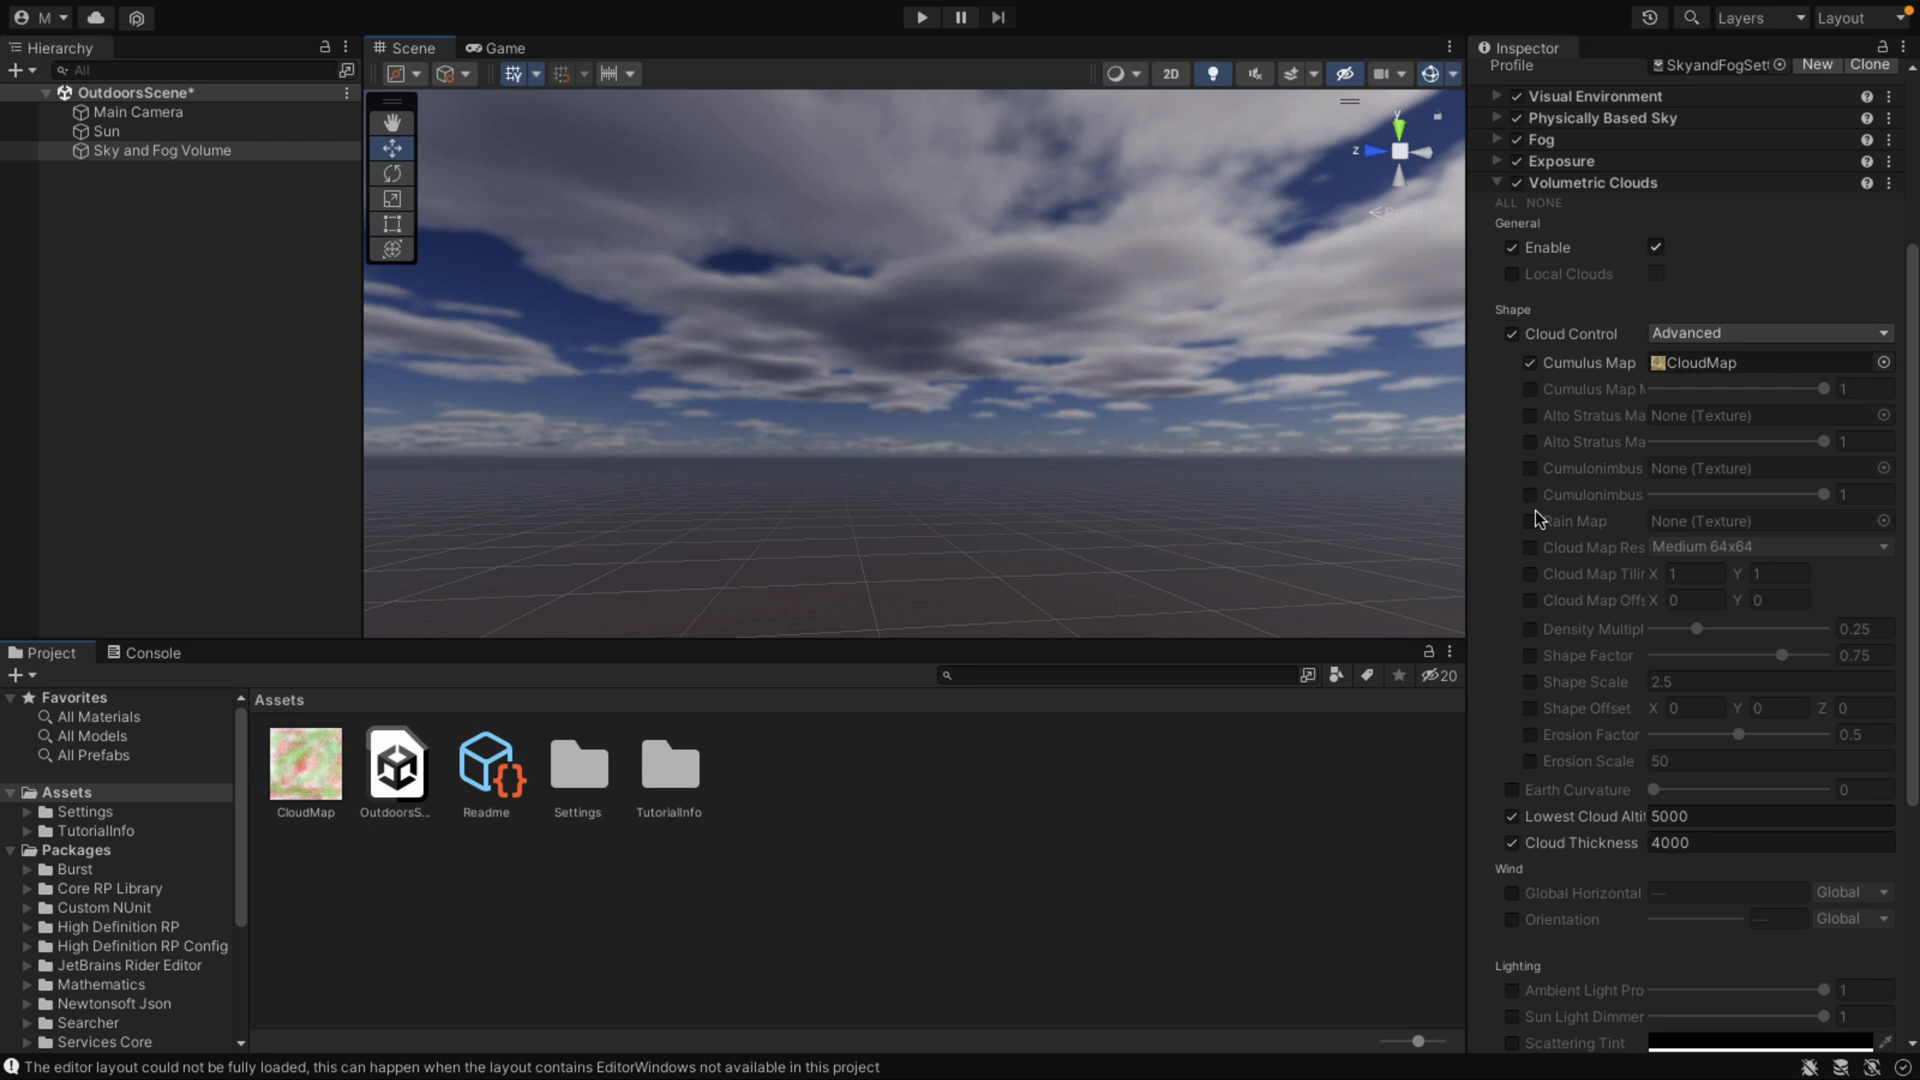 M
Layers
Layout
Hierarchy
All
OutdoorsScene*
Main Camera
Sun
Sky and Fog Volume
Scene
Game
2D
y
z
Persp
Inspector
Profile
SkyandFogSet
New
Clone
Visual Environment
Physically Based Sky
Fog
Exposure
Volumetric Clouds
ALL NONE
General
Enable
Local Clouds
Shape
Cloud Control
Advanced
Cumulus Map
CloudMap
Cumulus Map M
1
Alto Stratus Ma
None (Texture)
Alto Stratus Ma
1
Cumulonimbus
None (Texture)
Cumulonimbus
1
Rain Map
None (Texture)
Cloud Map Res
Medium 64x64
Cloud Map Tilin
X 1 Y 1
Cloud Map Offs
X 0 Y 0
Density Multipl
0.25
Shape Factor
0.75
Shape Scale
2.5
Shape Offset
X 0 Y 0 Z 0
Erosion Factor
0.5
Erosion Scale
50
Earth Curvature
0
Lowest Cloud Alti
5000
Cloud Thickness
4000
Wind
Global Horizontal
—
Global
Orientation
—
Global
Lighting
Ambient Light Pro
1
Sun Light Dimmer
1
Scattering Tint
Project
Console
20
Favorites
All Materials
All Models
All Prefabs
Assets
Settings
TutorialInfo
Packages
Burst
Core RP Library
Custom NUnit
High Definition RP
High Definition RP Config
JetBrains Rider Editor
Mathematics
Newtonsoft Json
Searcher
Services Core
Assets
CloudMap
OutdoorsS...
Readme
Settings
TutorialInfo
The editor layout could not be fully loaded, this can happen when the layout contains EditorWindows not available in this project